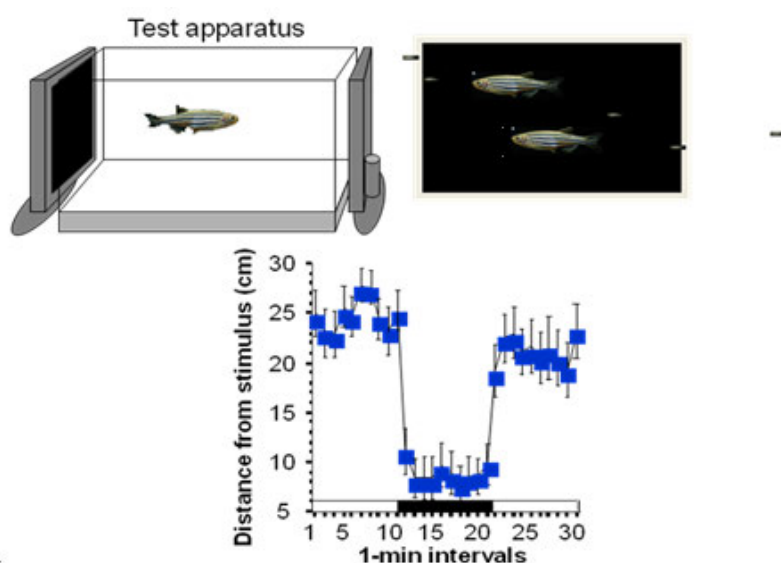 Test apparatus
Distance from stimulus (cm)
30
25
20
15
10
5
1 5 10 15 20 25 30
1-min intervals